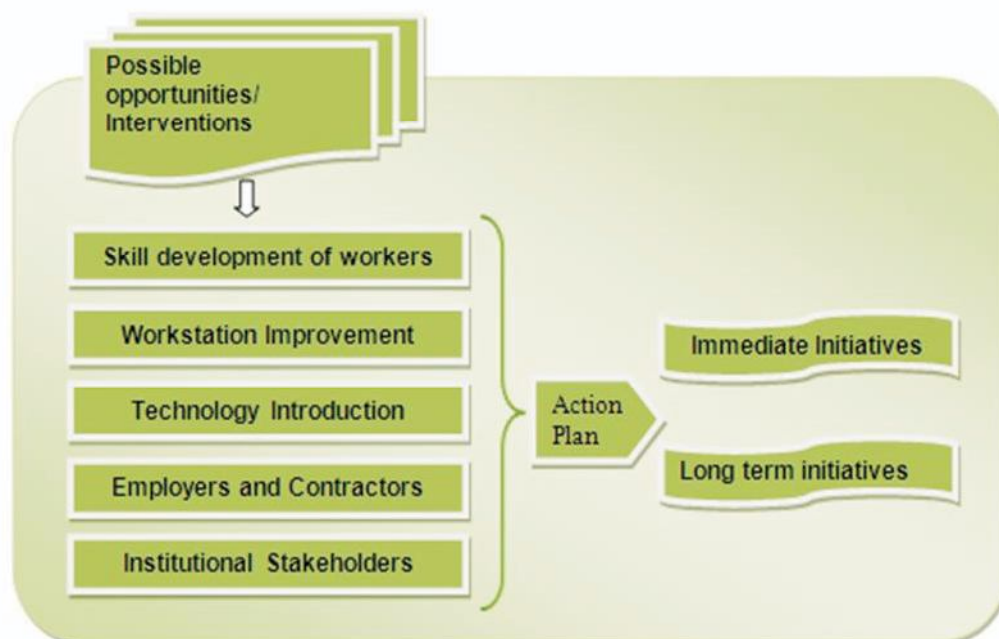 Possible
opportunities/
Interventions
Skill development of workers
Workstation Improvement
Technology Introduction
Employers and Contractors
Institutional Stakeholders
Action
Plan
Immediate Initiatives
Long term initiatives